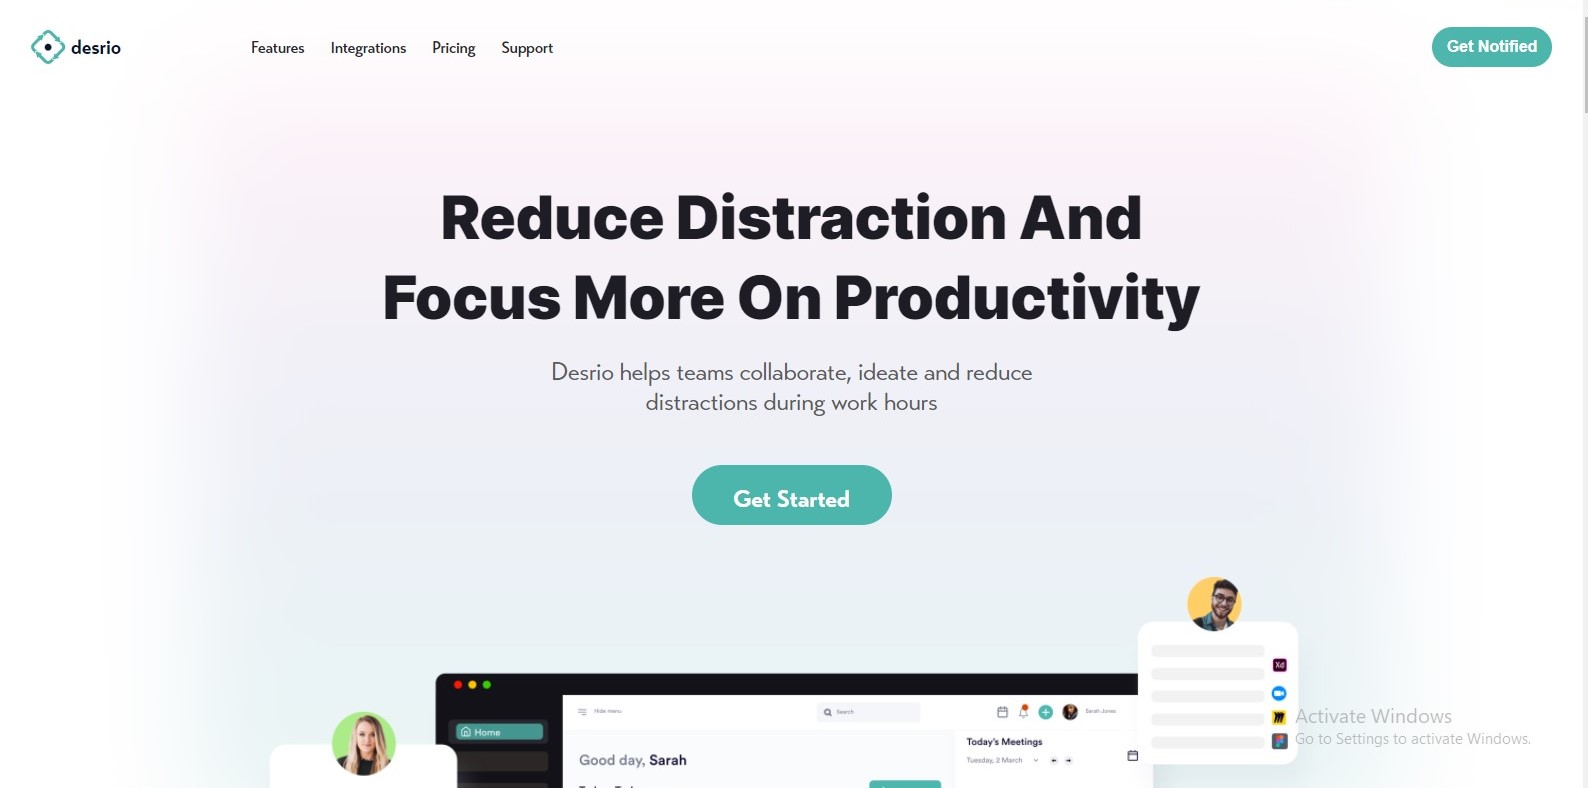 desrio
Features
Integrations
Pricing
Support
Get Notified
Reduce Distraction And
Focus More On Productivity
Desrio helps teams collaborate, ideate and reduce
distractions during work hours
Get Started
Xd
Hide menu
Search
Sarah Jones
Home
Today's Meetings
Good day, Sarah
Tuesday, 2 March
Activate Windows
Go to Settings to activate Windows.